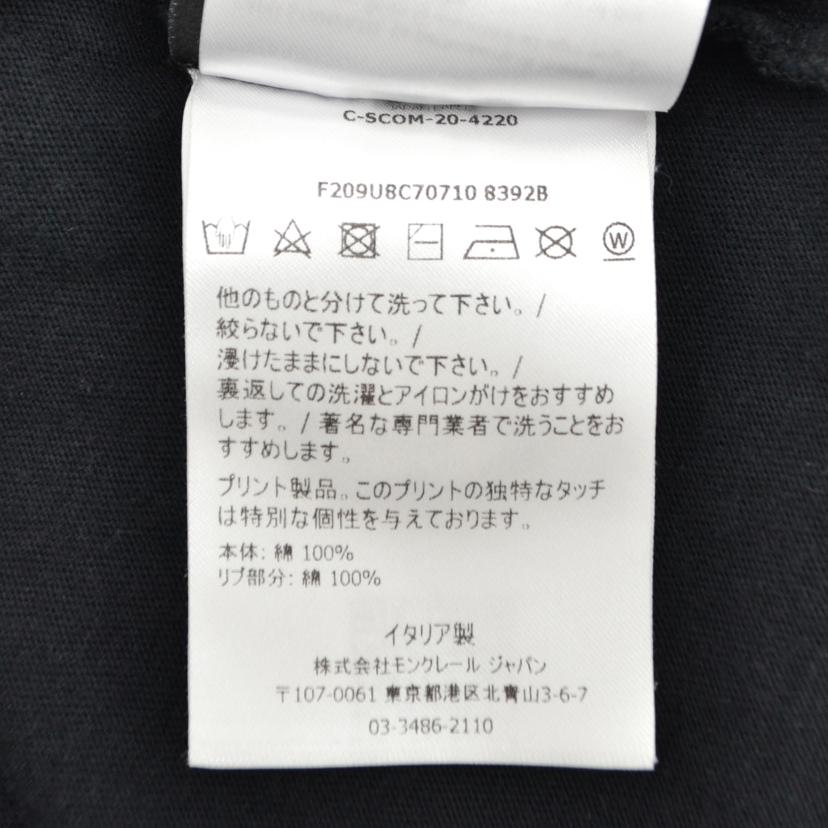 C-SCOM-20-4220
F209U8C70710 8392B
W
他のものと分けて洗って下さい。/
絞らないで下さい。/
浸けたままにしないで下さい。/
裏返しての洗濯とアイロンがけをおすすめ
します。/ 著名な専門業者で洗うことをお
すすめします。
プリント製品。このプリントの独特なタッチ
は特別な個性を与えております。
本体: 綿 100%
リブ部分: 綿 100%
イタリア製
株式会社モンクレール ジャパン
〒107-0061 東京都港区北青山3-6-7
03-3486-2110